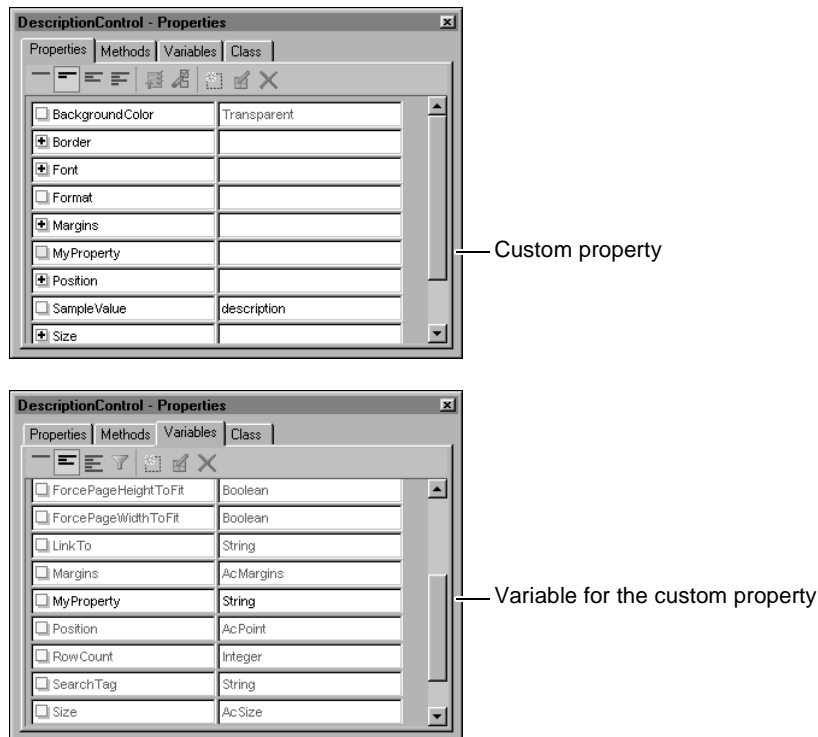 DescriptionControl - Properties
Properties Methods Variables Class
BackgroundColor Transparent
Border
Font
Format
Margins
MyProperty
Custom property
Position
SampleValue description
Size
DescriptionControl - Properties
Properties Methods Variables Class
ForcePageHeightToFit Boolean
ForcePageWidthToFit Boolean
LinkTo String
Margins AcMargins
MyProperty String
Variable for the custom property
Position AcPoint
RowCount Integer
SearchTag String
Size AcSize